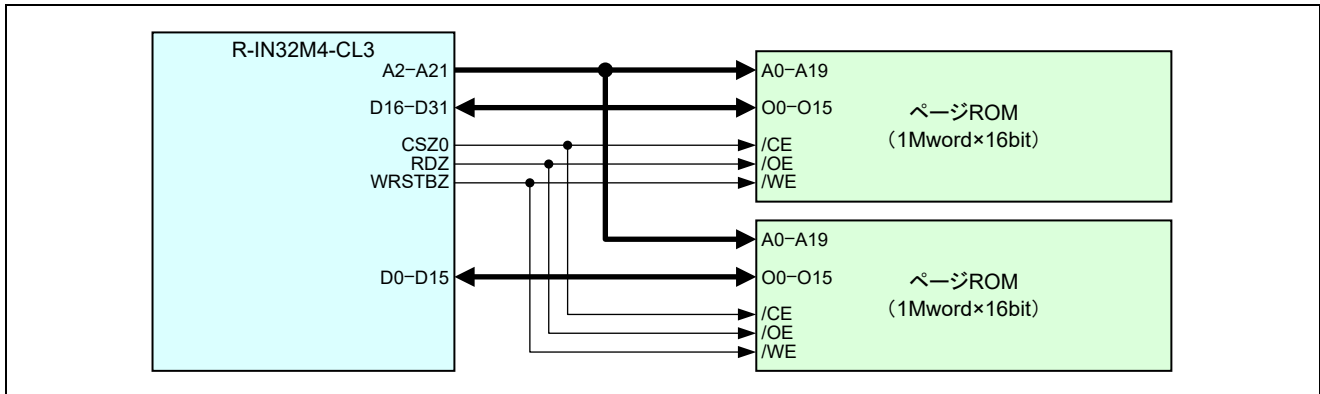 R-IN32M4-CL3
A2-A21
D16-D31
CSZ0
RDZ
WRSTBZ
D0-D15
A0-A19
O0-O15
/CE
/OE
/WE
ページROM
(1Mword×16bit)
A0-A19
O0-O15
/CE
/OE
/WE
ページROM
(1Mword×16bit)